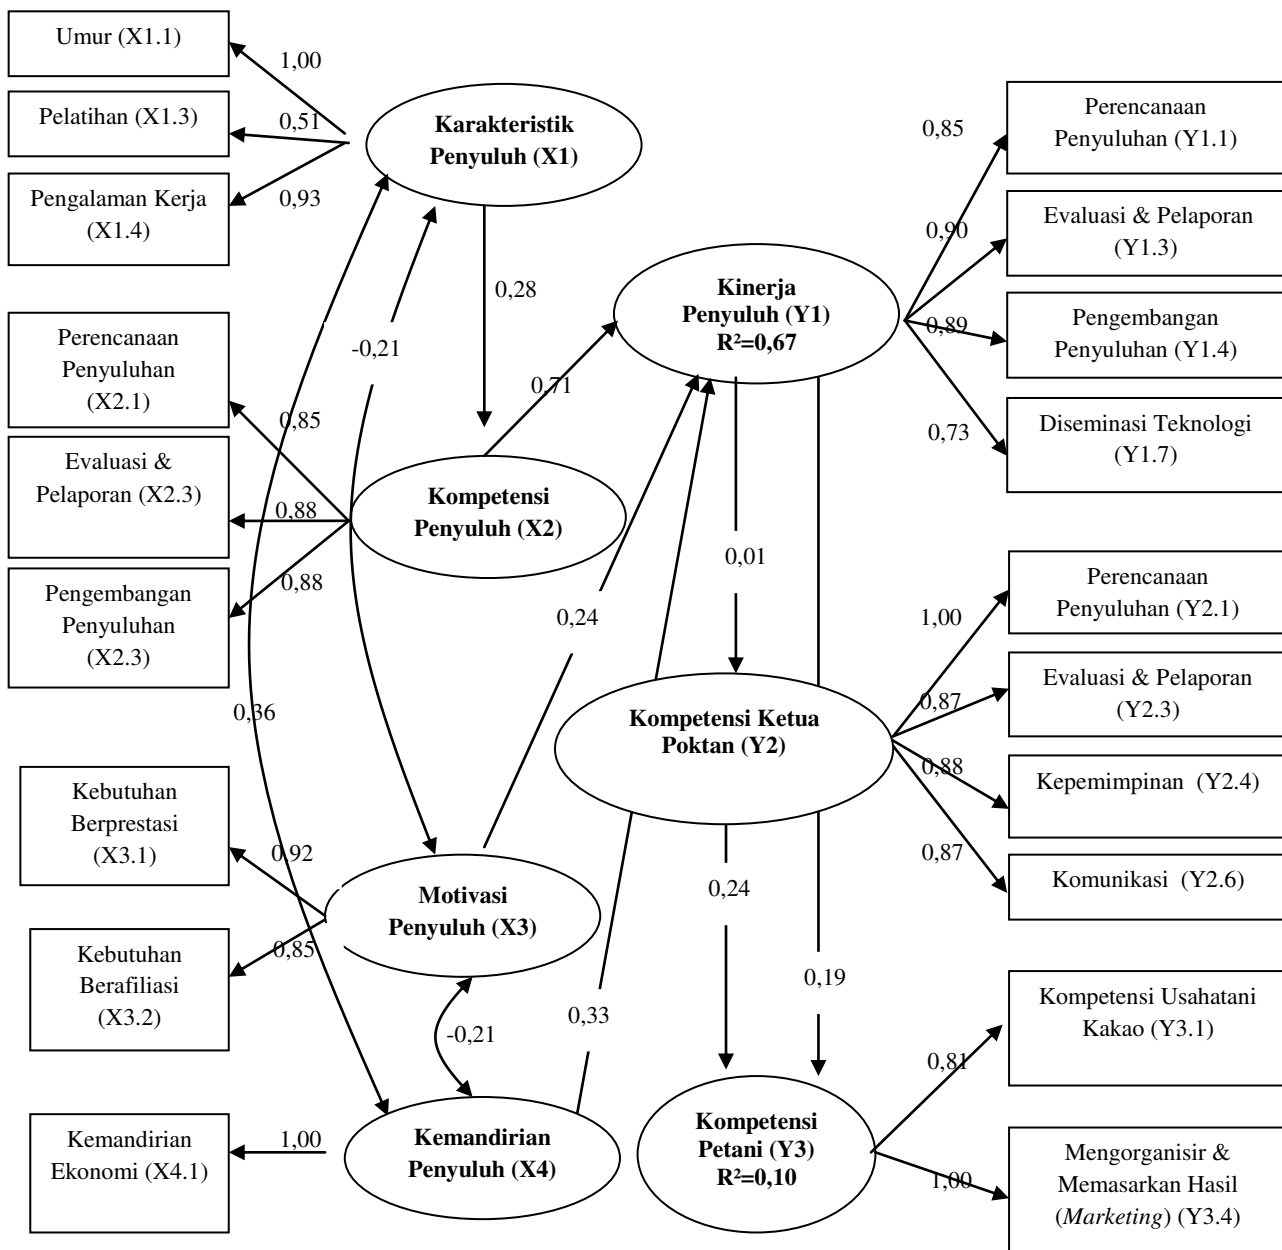 Umur (X1.1)
1,00
Pelatihan (X1.3)
0,51
Pengalaman Kerja
(X1.4)
0,93
Karakteristik
Penyuluh (X1)
0,28
-0,21
Perencanaan
Penyuluhan
(X2.1)
0,85
Evaluasi &
Pelaporan (X2.3)
0,88
Pengembangan
Penyuluhan
(X2.3)
0,88
Kompetensi
Penyuluh (X2)
0,71
0,36
Kebutuhan
Berprestasi
(X3.1)
0,92
Kebutuhan
Berafiliasi
(X3.2)
0,85
Motivasi
Penyuluh (X3)
0,24
-0,21
Kemandirian
Ekonomi (X4.1)
1,00
Kemandirian
Penyuluh (X4)
0,33
Kinerja
Penyuluh (Y1)
R²=0,67
0,85
Perencanaan
Penyuluhan (Y1.1)
0,90
Evaluasi & Pelaporan
(Y1.3)
0,89
Pengembangan
Penyuluhan (Y1.4)
0,73
Diseminasi Teknologi
(Y1.7)
0,01
Kompetensi Ketua
Poktan (Y2)
1,00
Perencanaan
Penyuluhan (Y2.1)
0,87
Evaluasi & Pelaporan
(Y2.3)
0,88
Kepemimpinan (Y2.4)
0,87
Komunikasi (Y2.6)
0,24
0,19
Kompetensi
Petani (Y3)
R²=0,10
0,81
Kompetensi Usahatani
Kakao (Y3.1)
1,00
Mengorganisir &
Memasarkan Hasil
(Marketing) (Y3.4)